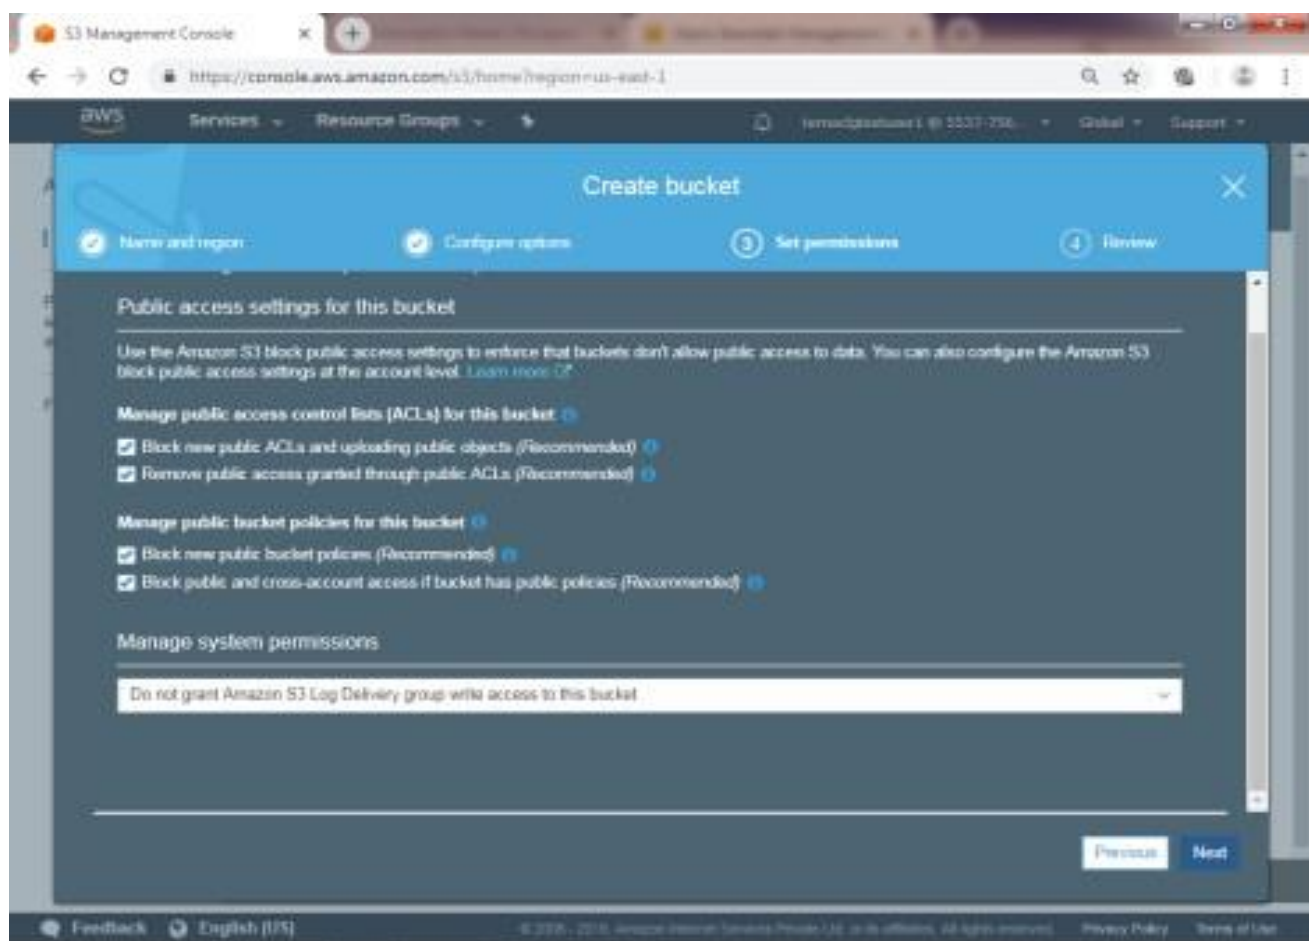 S3 Management Console
https://console.aws.amazon.com/s3/home?region=us-east-1
aws Services Resource Groups Global Support
Create bucket
Name and region Configure options 3 Set permissions 4 Review
Public access settings for this bucket
Use the Amazon S3 block public access settings to enforce that buckets don't allow public access to data. You can also configure the Amazon S3
block public access settings at the account level. Learn more
Manage public access control lists (ACLs) for this bucket
Block new public ACLs and uploading public objects (Recommended)
Remove public access granted through public ACLs (Recommended)
Manage public bucket policies for this bucket
Block new public bucket policies (Recommended)
Block public and cross-account access if bucket has public policies (Recommended)
Manage system permissions
Do not grant Amazon S3 Log Delivery group write access to this bucket
Previous Next
Feedback English (US) Privacy Policy Terms of Use